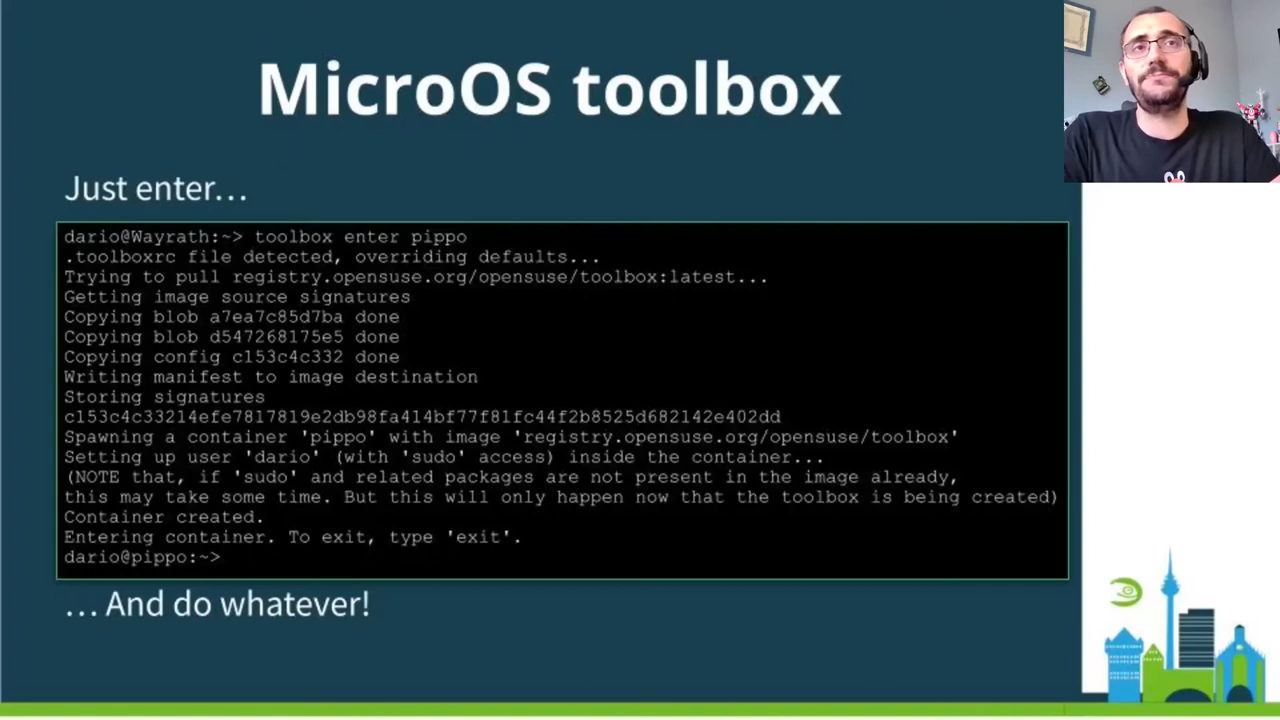 MicroOS toolbox
Just enter…
dario@Wayrath:~> toolbox enter pippo
.toolboxrc file detected, overriding defaults...
Trying to pull registry.opensuse.org/opensuse/toolbox:latest...
Getting image source signatures
Copying blob a7ea7c85d7ba done
Copying blob d547268175e5 done
Copying config c153c4c332 done
Writing manifest to image destination
Storing signatures
c153c4c33214efe7817819e2db98fa414bf77f81fc44f2b8525d682142e402dd
Spawning a container 'pippo' with image 'registry.opensuse.org/opensuse/toolbox'
Setting up user 'dario' (with 'sudo' access) inside the container...
(NOTE that, if 'sudo' and related packages are not present in the image already,
this may take some time. But this will only happen now that the toolbox is being created)
Container created.
Entering container. To exit, type 'exit'.
dario@pippo:~>
… And do whatever!